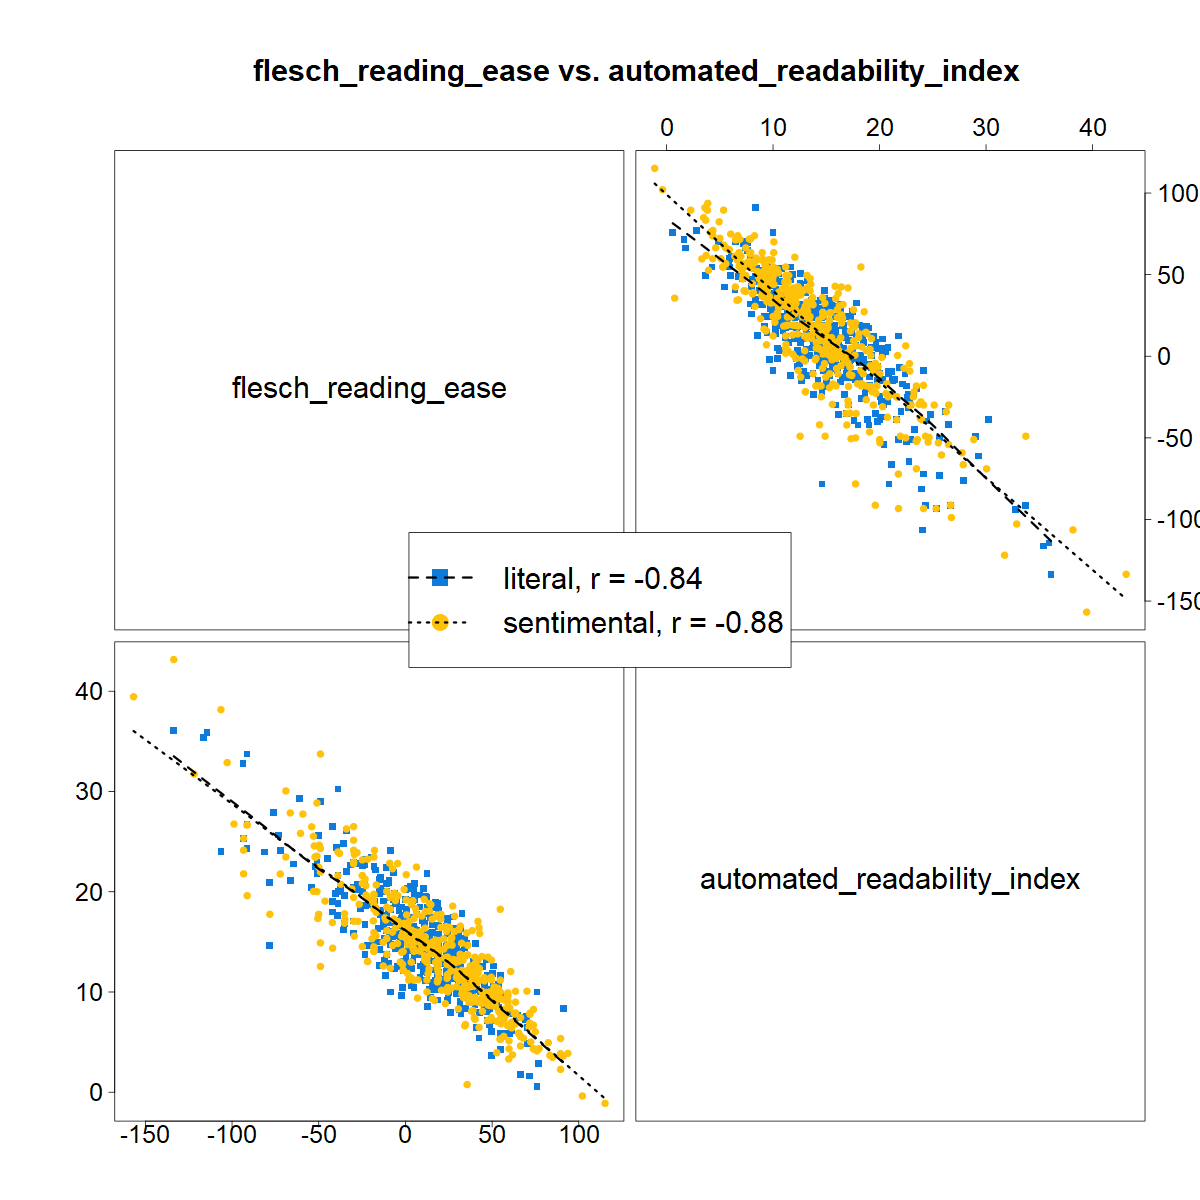 flesch_reading_ease vs. automated_readability_index
0 10 20 30 40
flesch_reading_ease
100
50
0
-50
-100
-150
literal, r = -0.84
sentimental, r = -0.88
40
30
20
10
0
automated_readability_index
-150 -100 -50 0 50 100